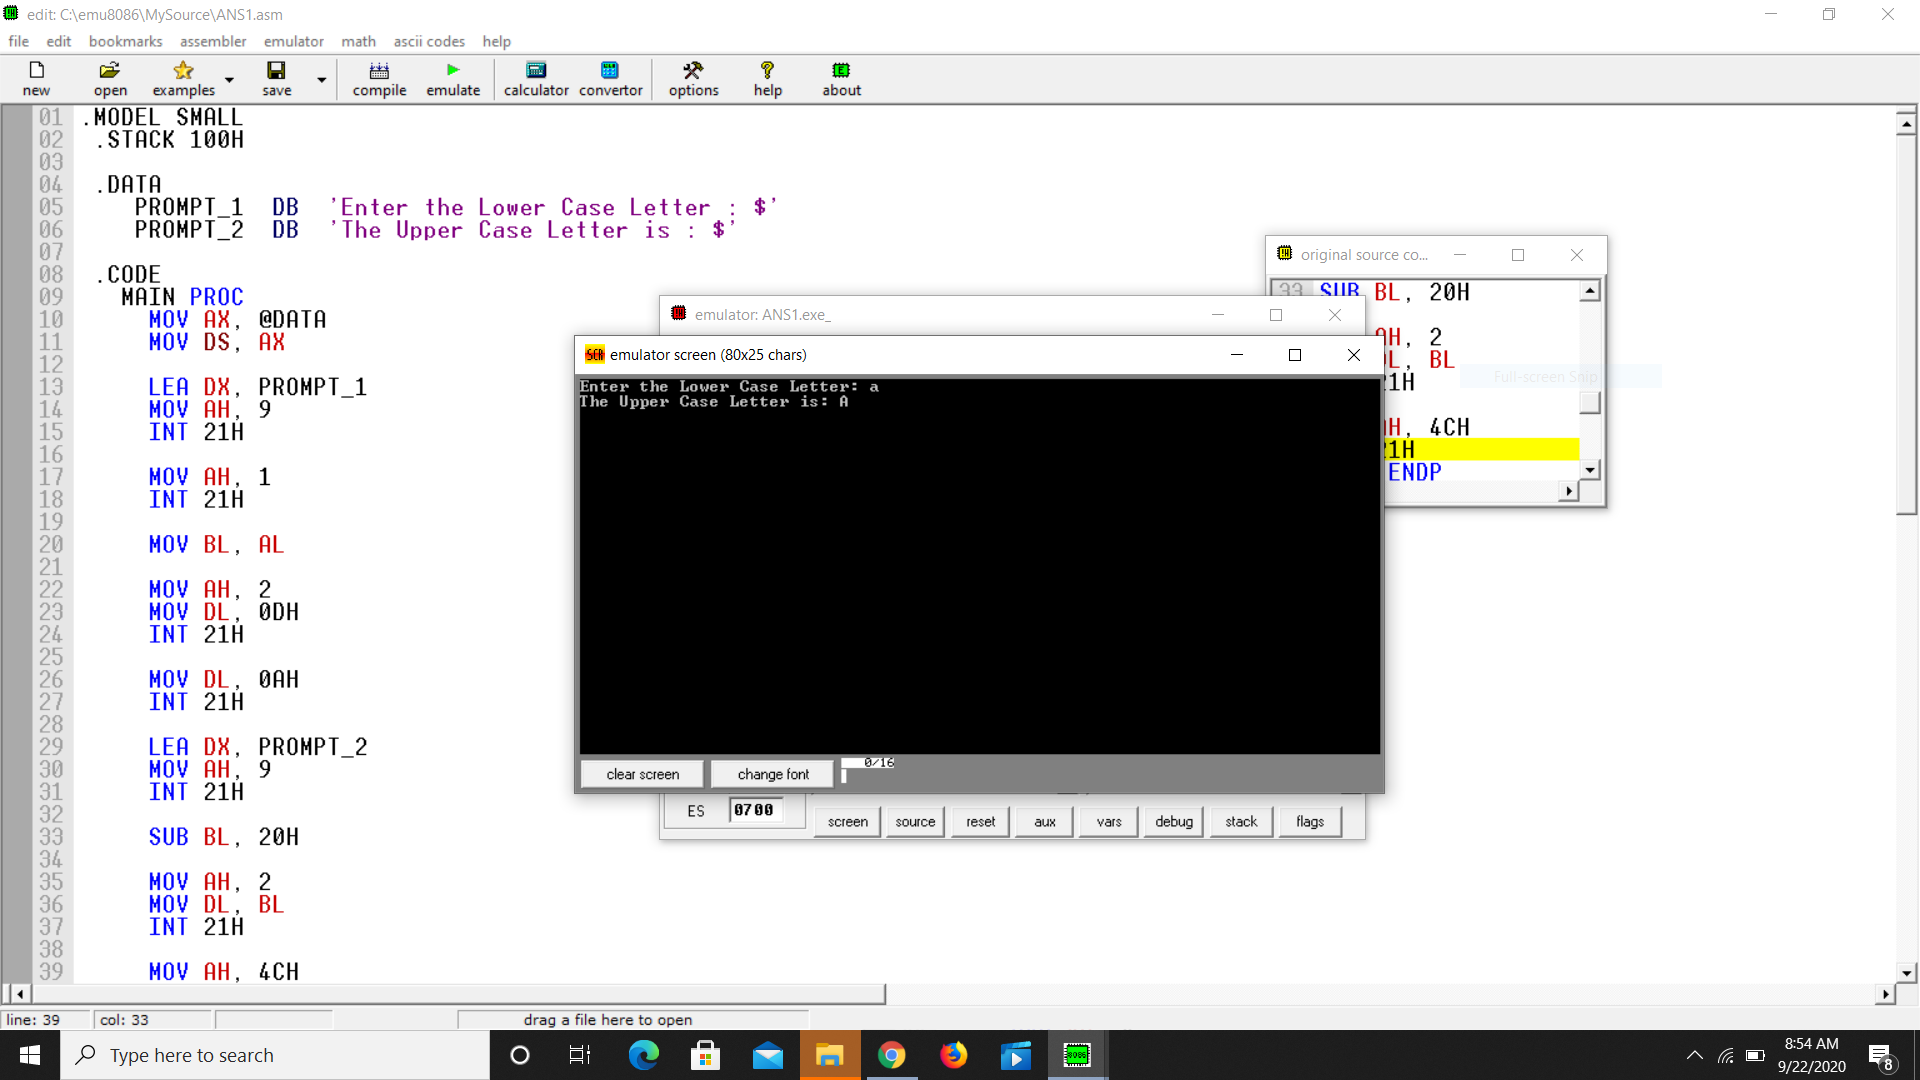 edit: C:\emu8086\MySource\ANS1.asm
file edit bookmarks assembler emulator math ascii codes help
new open examples save compile emulate calculator convertor options help about
01 .MODEL SMALL
02 .STACK 100H
03
04 .DATA
05 PROMPT_1 DB 'Enter the Lower Case Letter : $'
06 PROMPT_2 DB 'The Upper Case Letter is : $'
07
08 .CODE
09 MAIN PROC
10 MOV AX, @DATA
11 MOV DS, AX
12
13 LEA DX, PROMPT_1
14 MOV AH, 9
15 INT 21H
16
17 MOV AH, 1
18 INT 21H
19
20 MOV BL, AL
21
22 MOV AH, 2
23 MOV DL, 0DH
24 INT 21H
25
26 MOV DL, 0AH
27 INT 21H
28
29 LEA DX, PROMPT_2
30 MOV AH, 9
31 INT 21H
32
33 SUB BL, 20H
34
35 MOV AH, 2
36 MOV DL, BL
37 INT 21H
38
39 MOV AH, 4CH
original source co...
33 SUB BL, 20H
AH, 2
DL, BL
21H
AH, 4CH
21H
ENDP
Full-screen Snip
emulator: ANS1.exe_
emulator screen (80x25 chars)
Enter the Lower Case Letter: a
The Upper Case Letter is: A
clear screen change font 0/16
ES 0700
screen source reset aux vars debug stack flags
line: 39 col: 33 drag a file here to open
Type here to search
8086
8:54 AM
9/22/2020
8